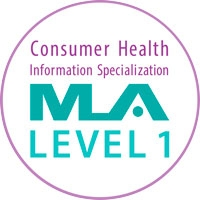 Consumer Health
Information Specialization
MLA
LEVEL 1